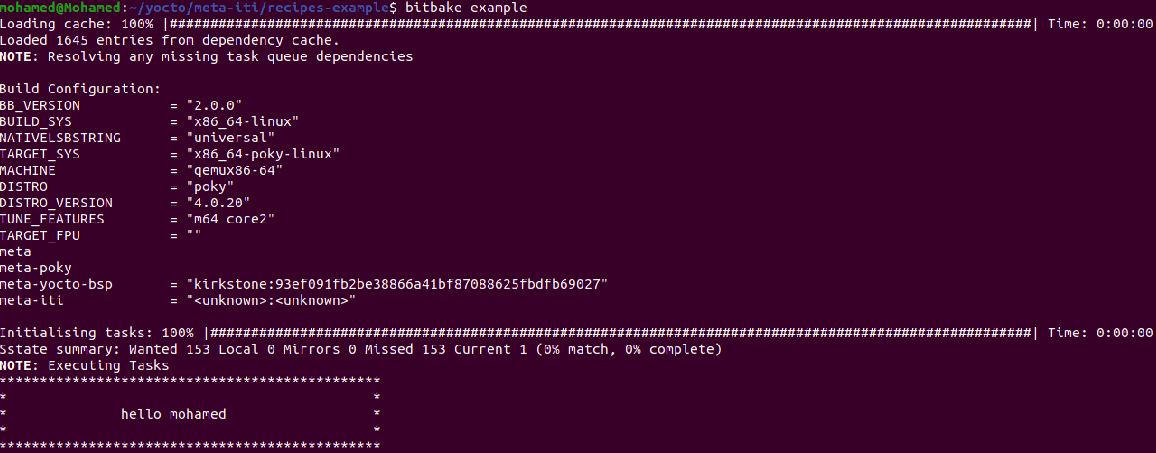 mohamed@Mohamed:~/yocto/meta-iti/recipes-example$ bitbake example
Loading cache: 100% |##########################################################################################################| Time: 0:00:00
Loaded 1645 entries from dependency cache.
NOTE: Resolving any missing task queue dependencies

Build Configuration:
BB_VERSION           = "2.0.0"
BUILD_SYS            = "x86_64-linux"
NATIVELSBSTRING      = "universal"
TARGET_SYS           = "x86_64-poky-linux"
MACHINE              = "qemux86-64"
DISTRO               = "poky"
DISTRO_VERSION       = "4.0.20"
TUNE_FEATURES        = "m64 core2"
TARGET_FPU           = ""
meta
meta-poky
meta-yocto-bsp       = "kirkstone:93ef091fb2be38866a41bf87088625fbdfb69027"
meta-iti             = "<unknown>:<unknown>"

Initialising tasks: 100% |#####################################################################################################| Time: 0:00:00
Sstate summary: Wanted 153 Local 0 Mirrors 0 Missed 153 Current 1 (0% match, 0% complete)
NOTE: Executing Tasks
***********************************************
*                                             *
*              hello mohamed                  *
*                                             *
***********************************************